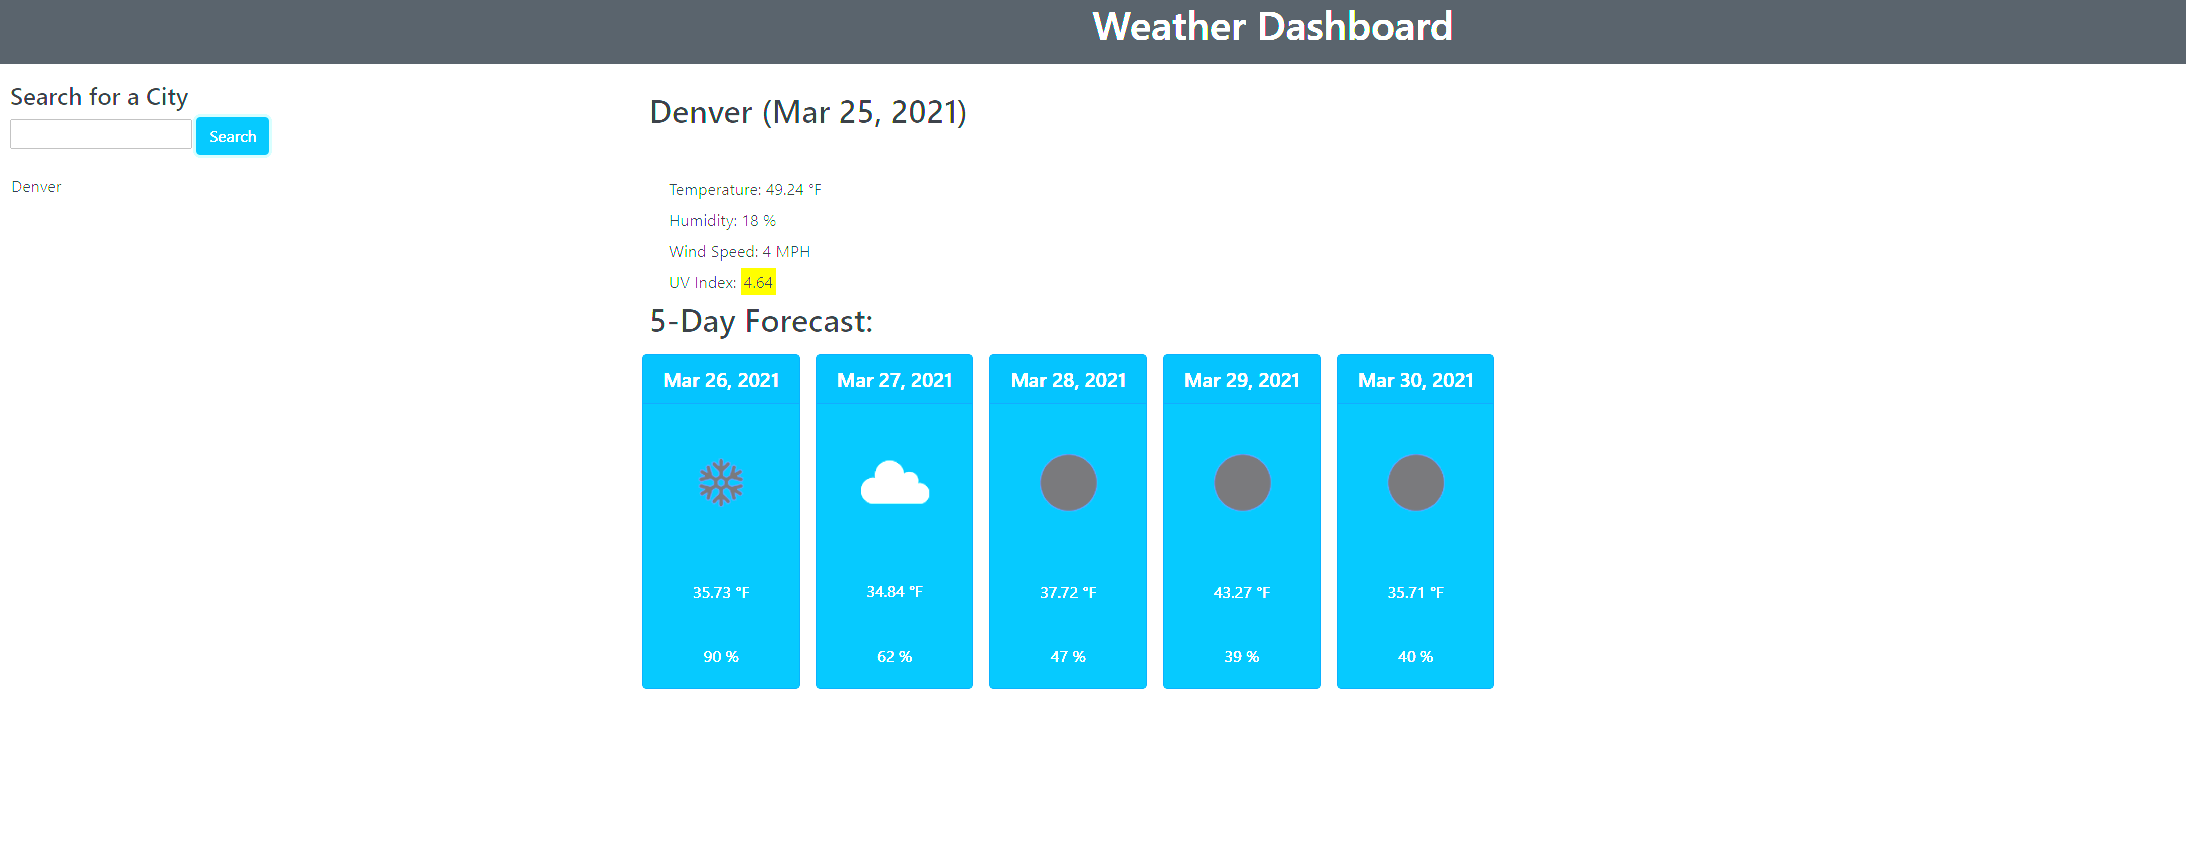 Weather Dashboard
Search for a City
Search
Denver
Denver (Mar 25, 2021)
Temperature: 49.24 °F
Humidity: 18 %
Wind Speed: 4 MPH
UV Index: 4.64
5-Day Forecast:
Mar 26, 2021
35.73 °F
90 %
Mar 27, 2021
34.84 °F
62 %
Mar 28, 2021
37.72 °F
47 %
Mar 29, 2021
43.27 °F
39 %
Mar 30, 2021
35.71 °F
40 %